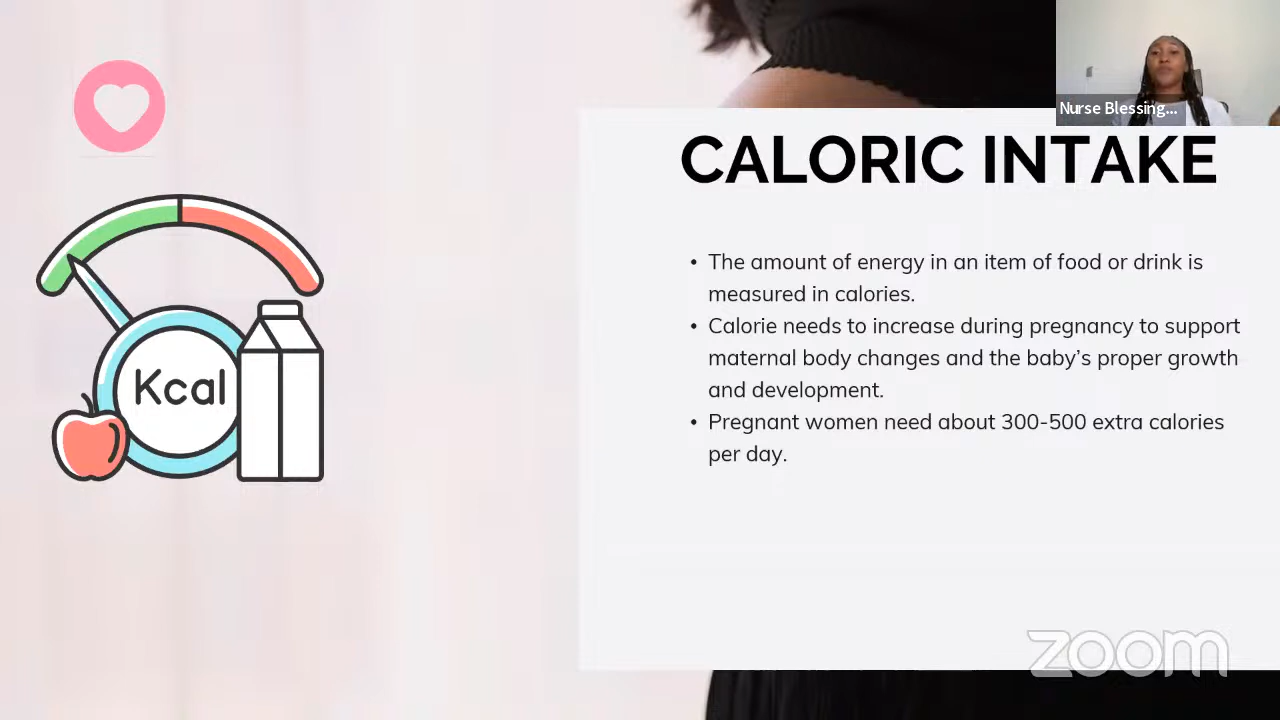 Nurse Blessing...
CALORIC INTAKE
Kcal
• The amount of energy in an item of food or drink is
measured in calories.
• Calorie needs to increase during pregnancy to support
maternal body changes and the baby’s proper growth
and development.
• Pregnant women need about 300-500 extra calories
per day.
zoom